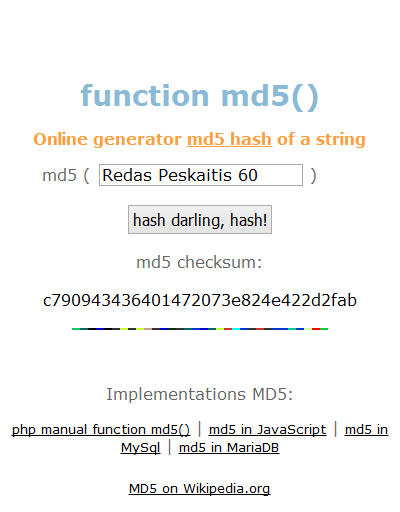 function md5()
Online generator md5 hash of a string
md5 ( Redas Peskaitis 60 )
hash darling, hash!
md5 checksum:
c790943436401472073e824e422d2fab
Implementations MD5:
php manual function md5() | md5 in JavaScript | md5 in
MySql | md5 in MariaDB
MD5 on Wikipedia.org